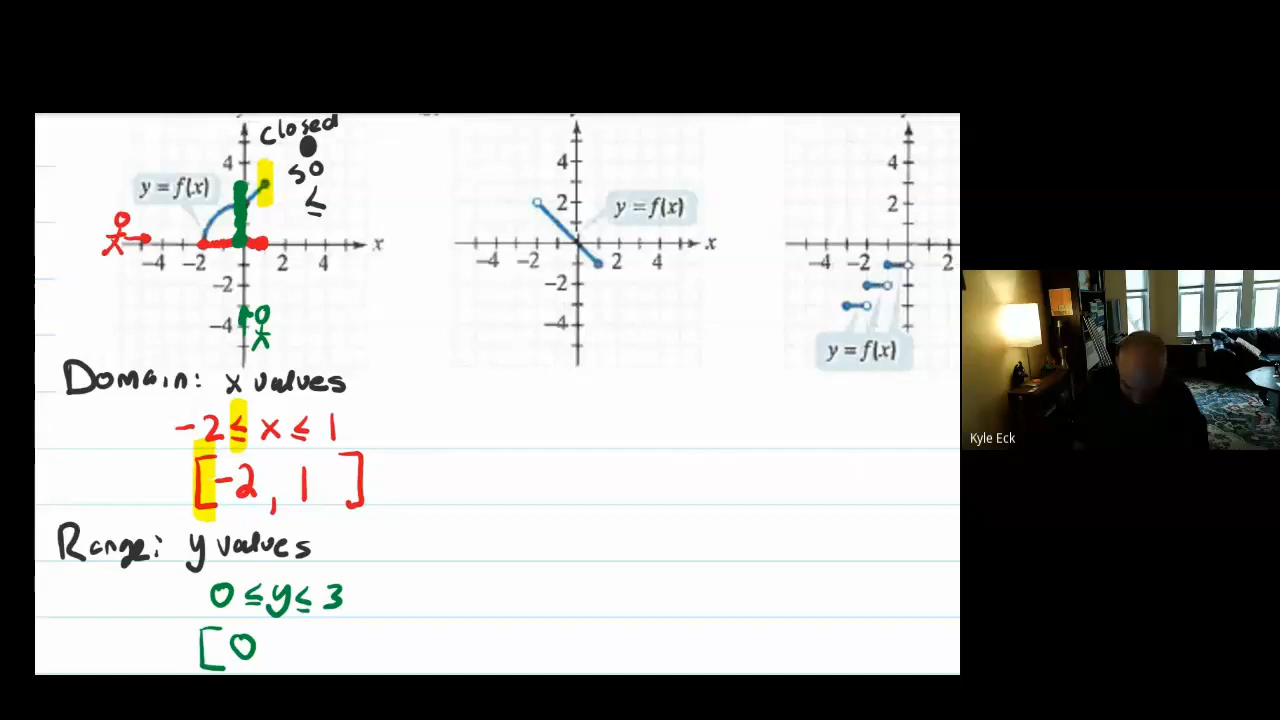 closed
so
≤
4
y = f(x)
x
-4 -2 2 4
-2
-4
4
2
y = f(x)
x
-4 -2 2 4
-2
-4
4
2
-4 -2 2
y = f(x)
Domain: x values
-2 ≤ x ≤ 1
[-2, 1]
Range: y values
0 ≤ y ≤ 3
[0
Kyle Eck